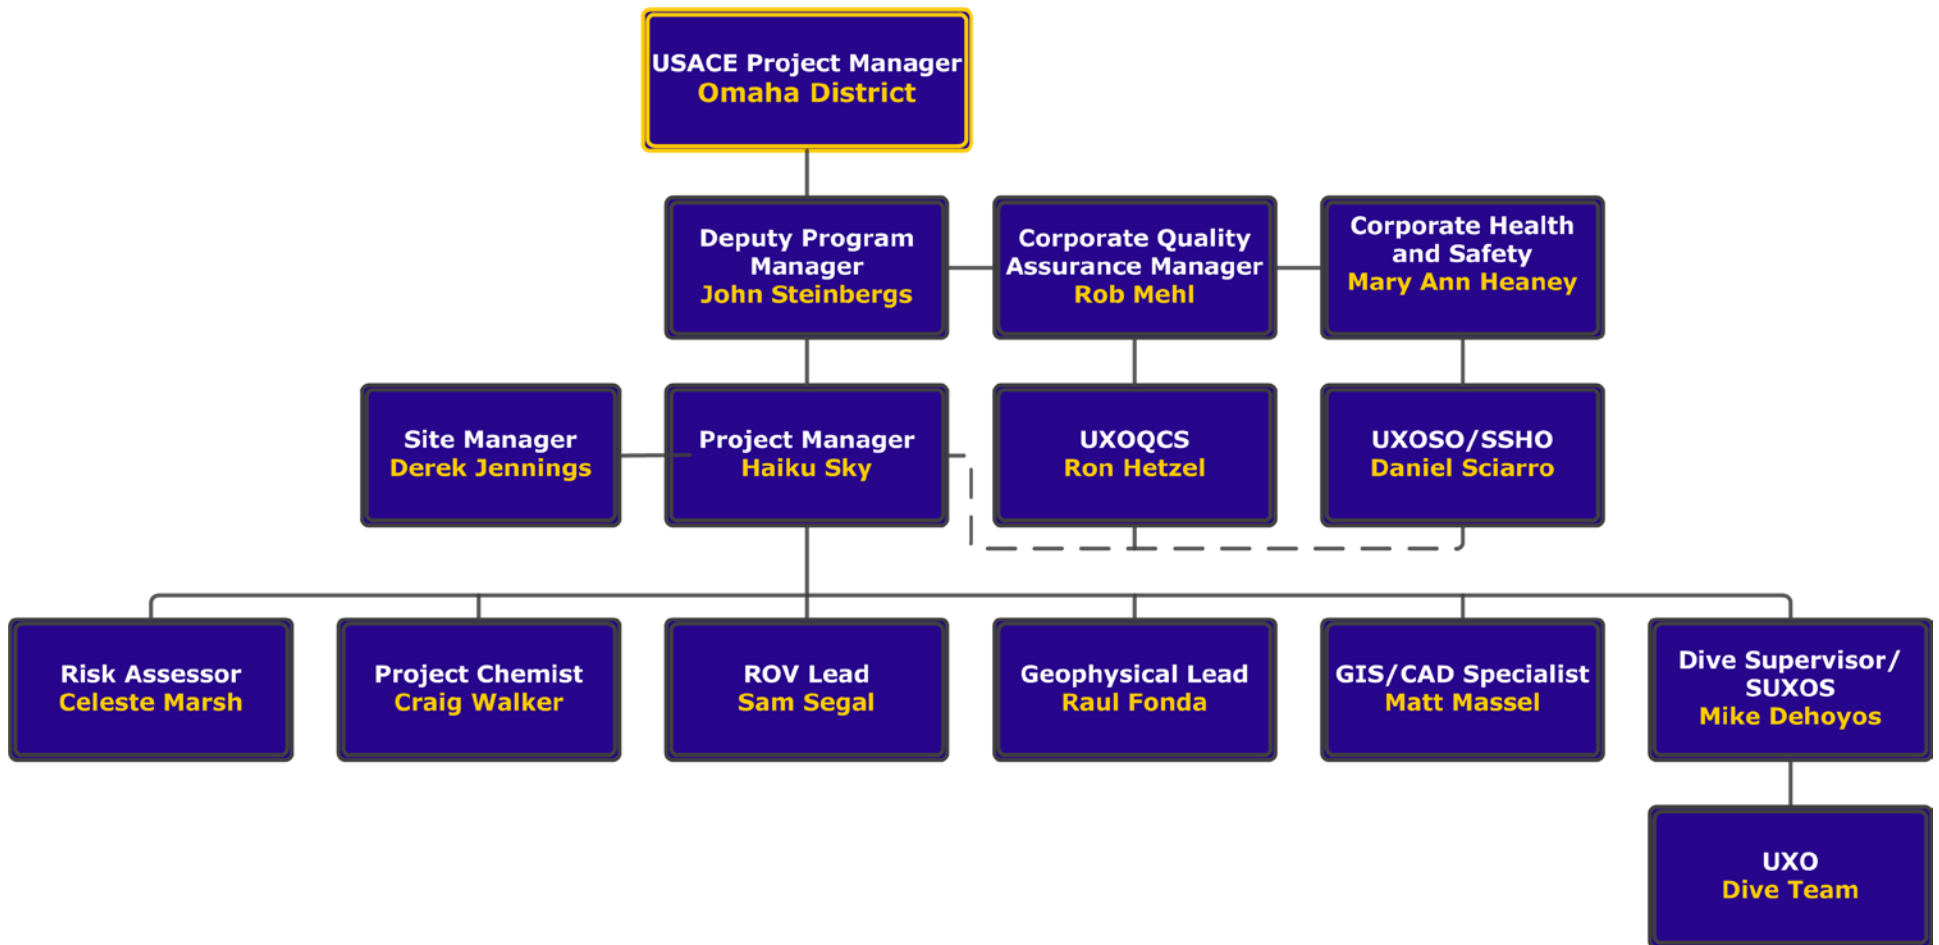 USACE Project Manager
Omaha District
Deputy Program
Manager
John Steinbergs
Corporate Quality
Assurance Manager
Rob Mehl
Corporate Health
and Safety
Mary Ann Heaney
Site Manager
Derek Jennings
Project Manager
Haiku Sky
UXOQCS
Ron Hetzel
UXOSO/SSHO
Daniel Sciarro
Risk Assessor
Celeste Marsh
Project Chemist
Craig Walker
ROV Lead
Sam Segal
Geophysical Lead
Raul Fonda
GIS/CAD Specialist
Matt Massel
Dive Supervisor/
SUXOS
Mike Dehoyos
UXO
Dive Team